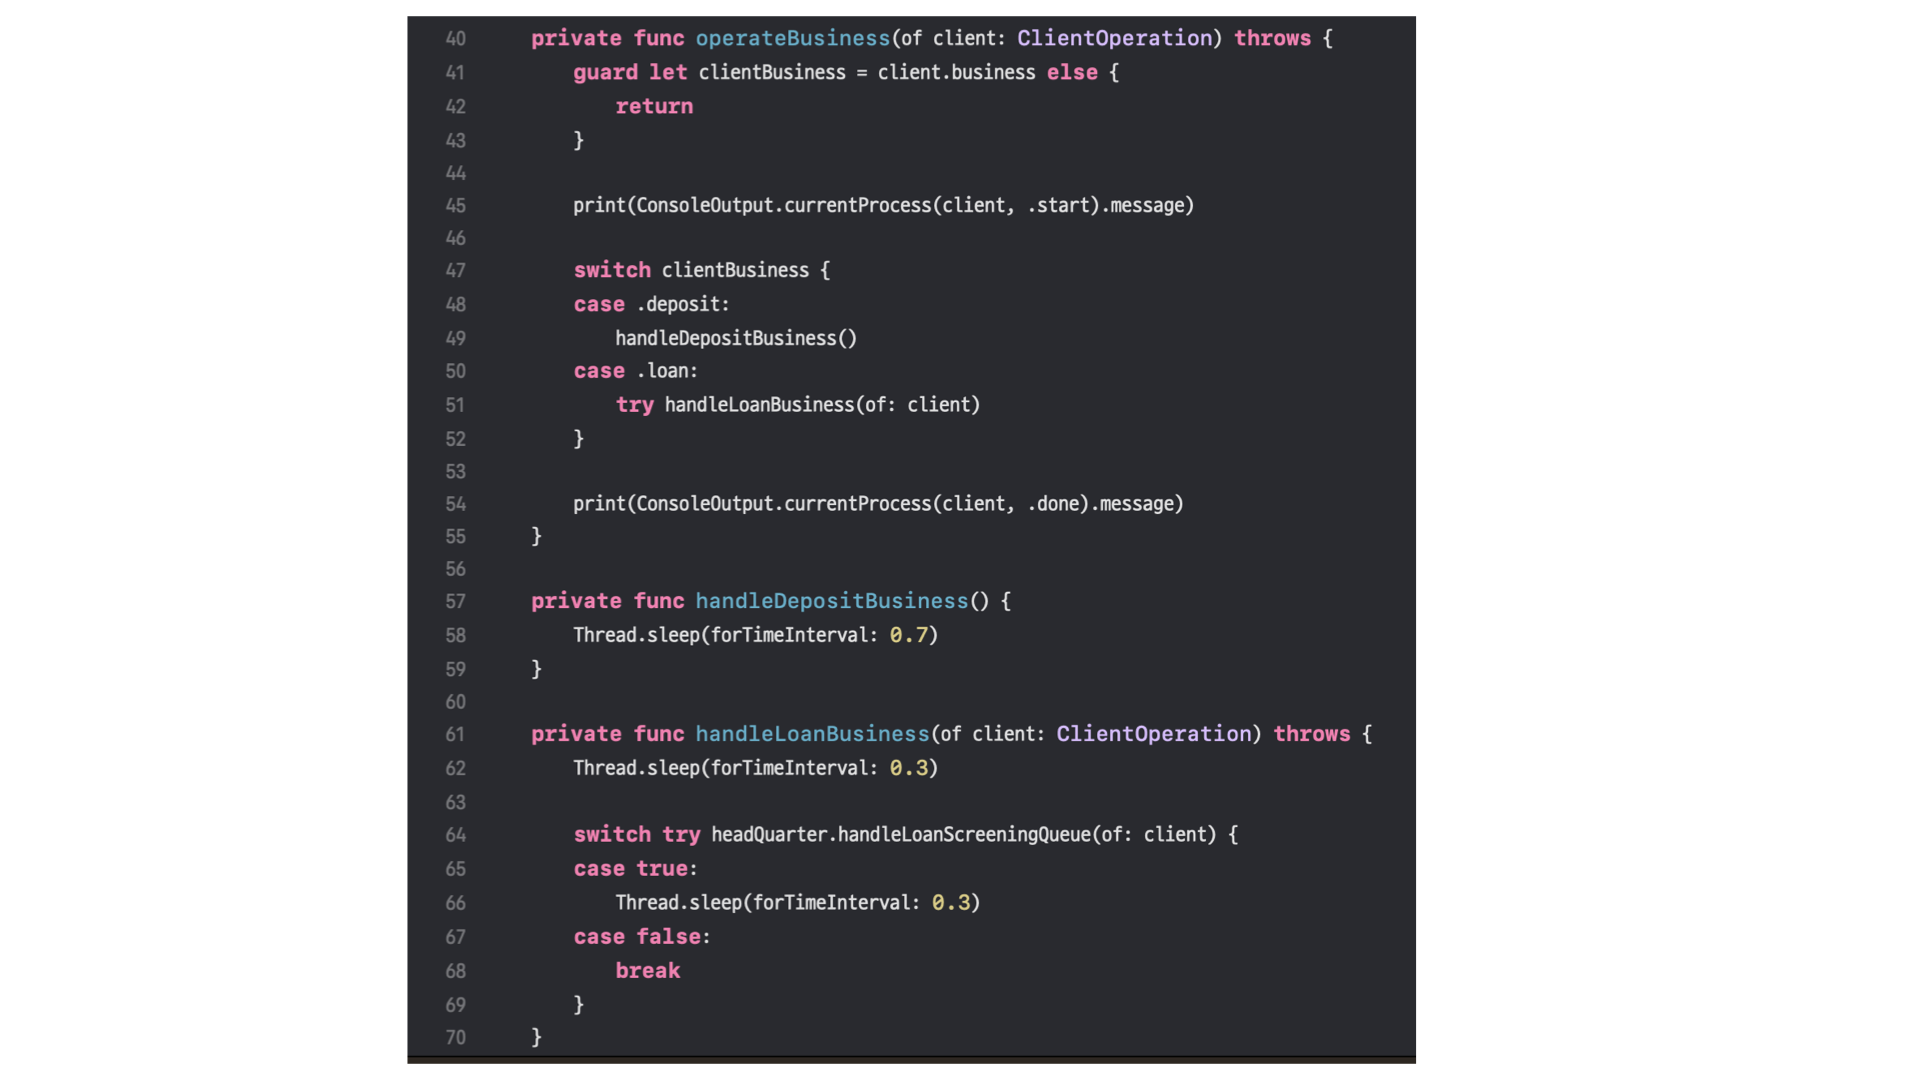 40 private func operateBusiness(of client: ClientOperation) throws {
41 guard let clientBusiness = client.business else {
42 return
43 }
44
45 print(ConsoleOutput.currentProcess(client, .start).message)
46
47 switch clientBusiness {
48 case .deposit:
49 handleDepositBusiness()
50 case .loan:
51 try handleLoanBusiness(of: client)
52 }
53
54 print(ConsoleOutput.currentProcess(client, .done).message)
55 }
56
57 private func handleDepositBusiness() {
58 Thread.sleep(forTimeInterval: 0.7)
59 }
60
61 private func handleLoanBusiness(of client: ClientOperation) throws {
62 Thread.sleep(forTimeInterval: 0.3)
63
64 switch try headQuarter.handleLoanScreeningQueue(of: client) {
65 case true:
66 Thread.sleep(forTimeInterval: 0.3)
67 case false:
68 break
69 }
70 }